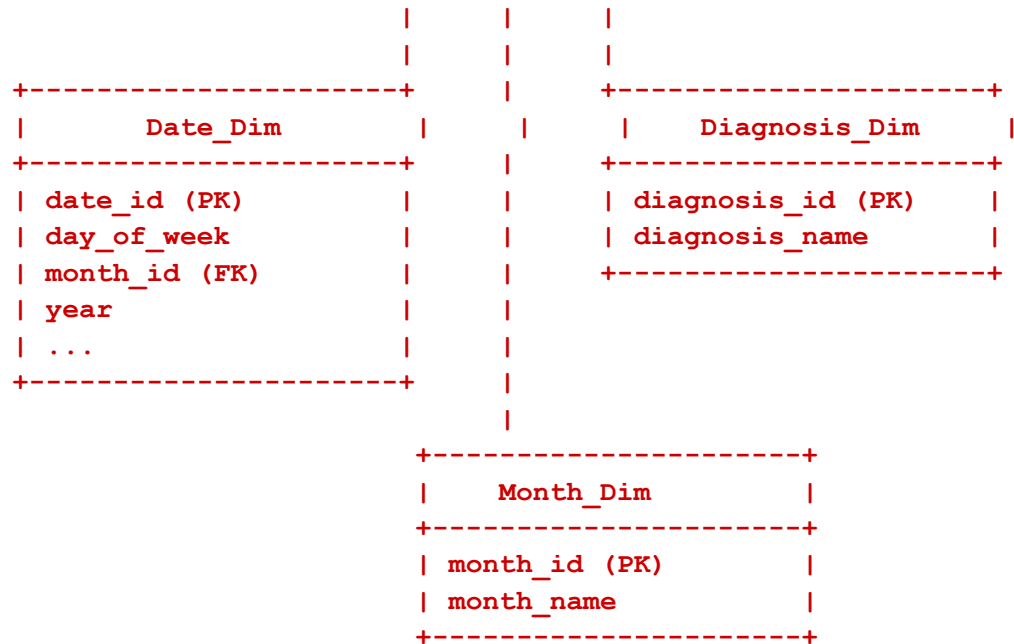 |     |     |
                       |     |     |
+----------------------+     |     +----------------------+
|       Date_Dim        |     |     |    Diagnosis_Dim     |
+----------------------+     |     +----------------------+
| date_id (PK)         |     |     | diagnosis_id (PK)    |
| day_of_week          |     |     | diagnosis_name       |
| month_id (FK)        |     |     +----------------------+
| year                 |     |
| ...                  |     |
+----------------------+     |
                             |
                        +----------------------+
                        |    Month_Dim         |
                        +----------------------+
                        | month_id (PK)        |
                        | month_name           |
                        +----------------------+